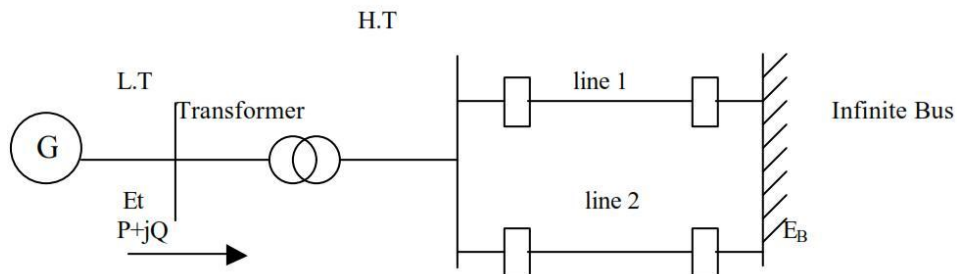 H.T
L.T
Transformer
line 1
Infinite Bus
G
Et
P+jQ
line 2
E_B